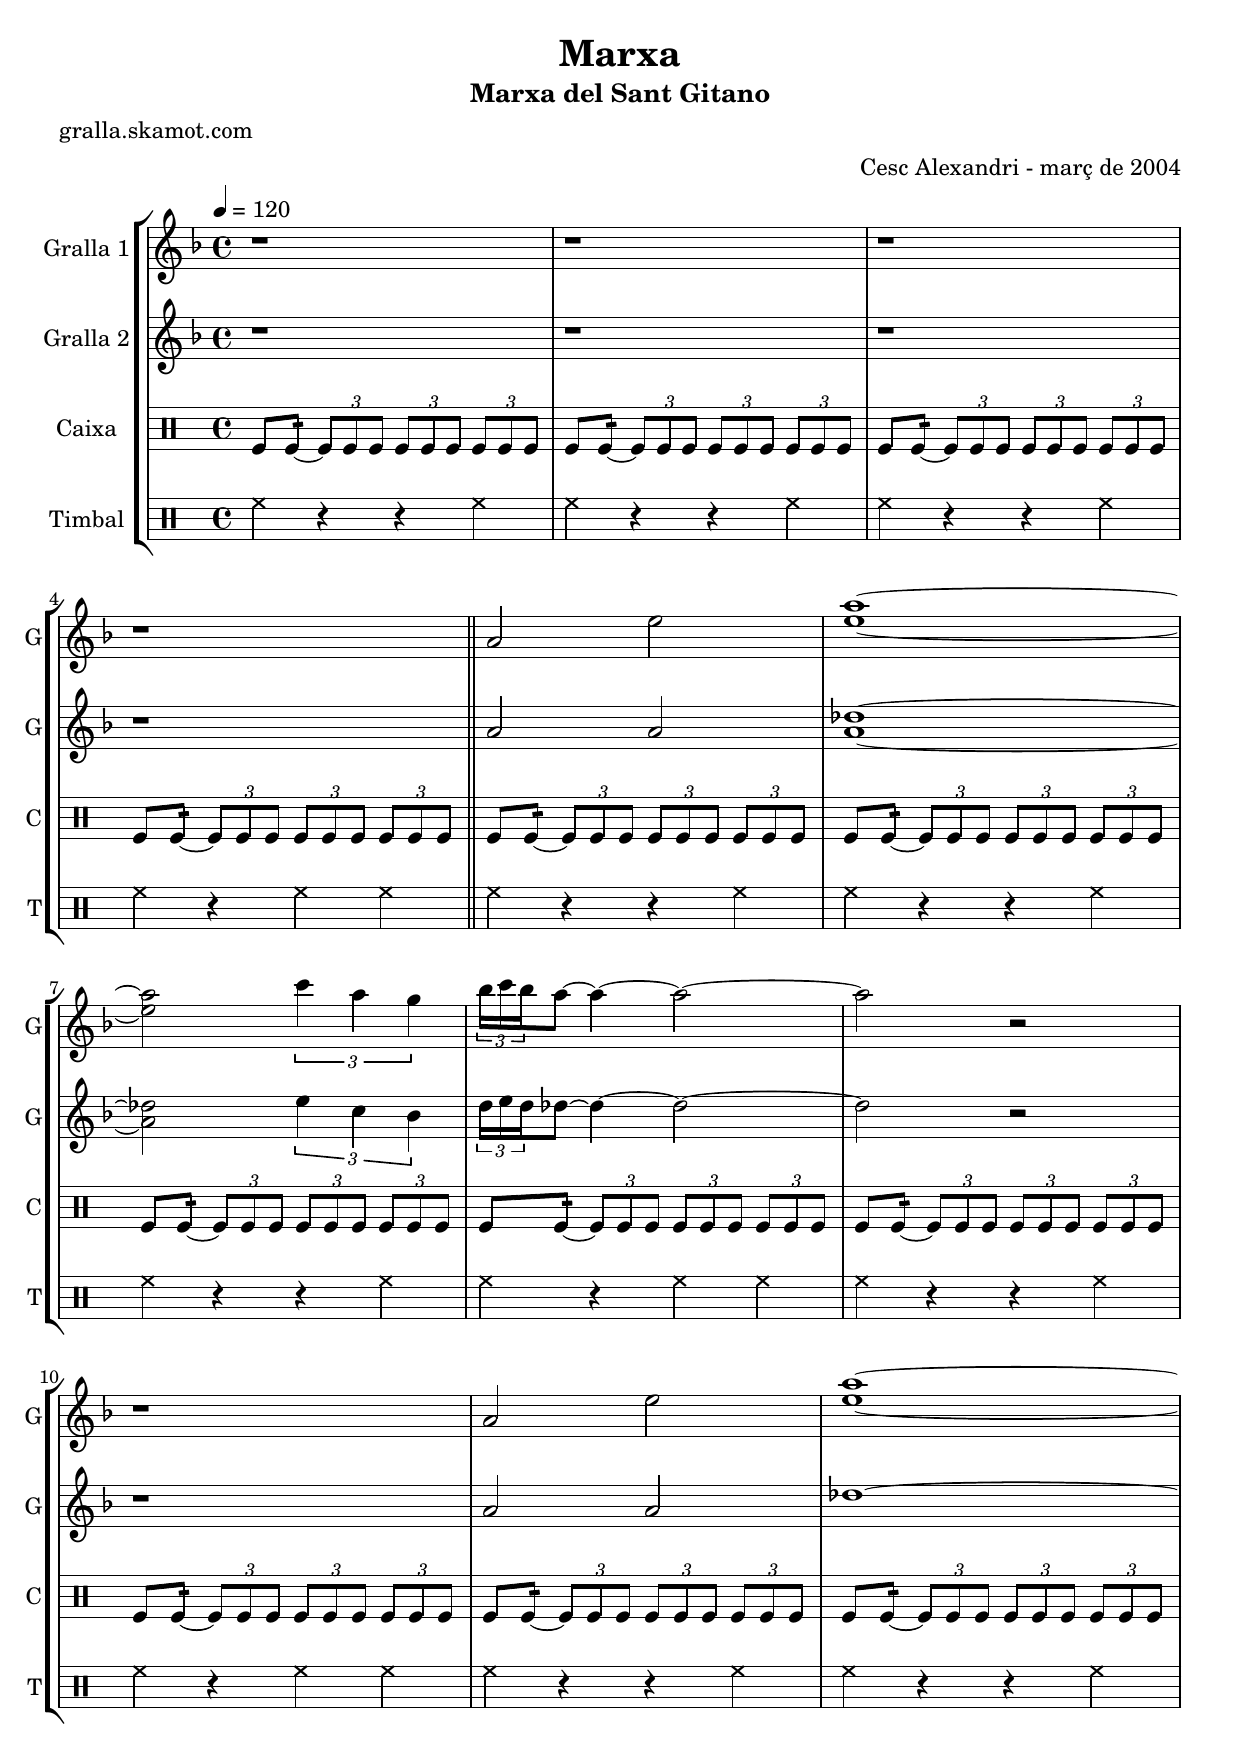 Marxa
Marxa del Sant Gitano
gralla.skamot.com
Cesc Alexandri - març de 2004
= 120
Gralla 1
Gralla 2
3 3 3 3 3 3 3 3 3
Caixa
Timbal
4
G
G
3 3 3 3 3 3 3 3 3
C
T
7
G
3 3
G
3 3
3 3 3 3 3 3 3 3 3
C
T
10
G
G
3 3 3 3 3 3 3 3 3
C
T